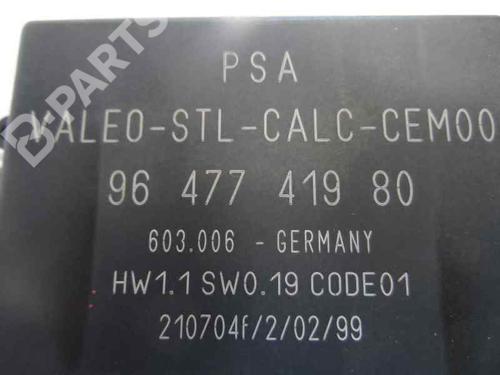 B-PARTS
PSA
VALEO-STL-CALC-CEM00
96 477 419 80
603.006 - GERMANY
HW1.1 SW0.19 CODE01
210704f/2/02/99